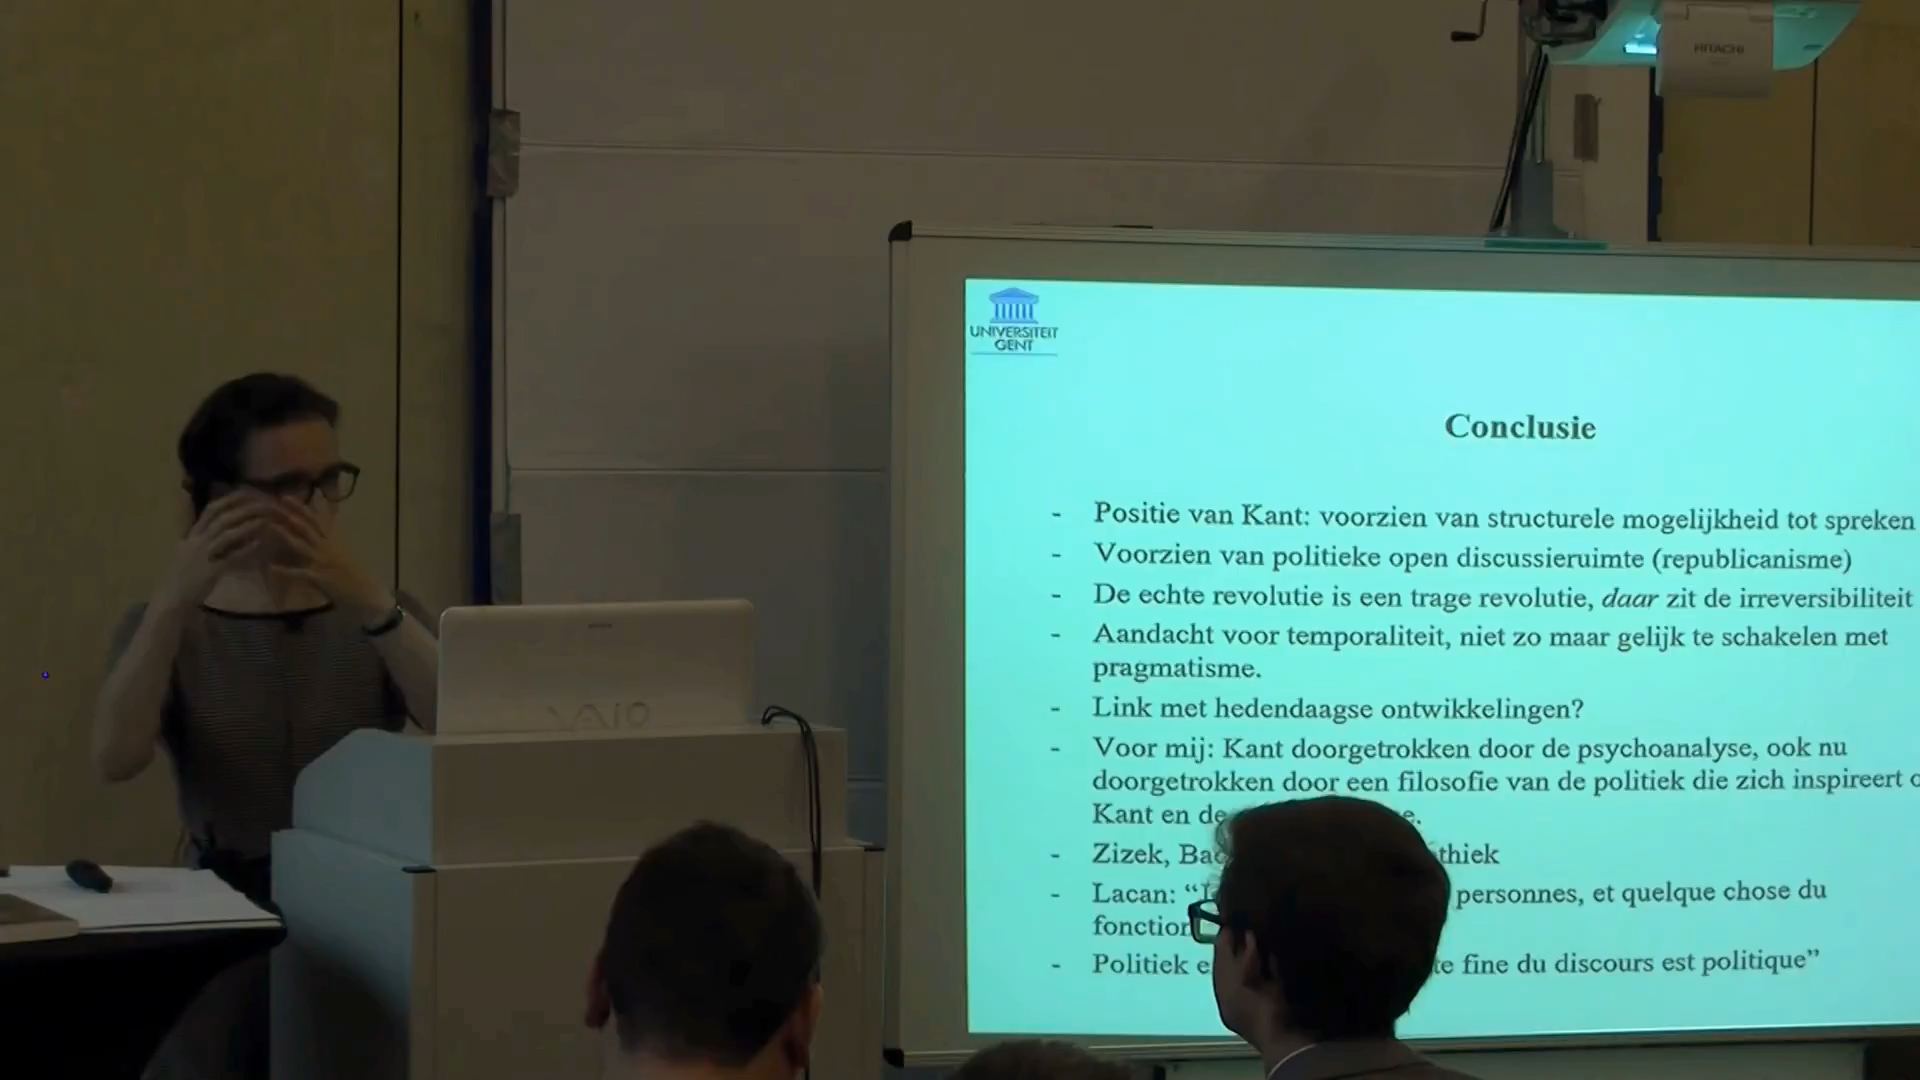 HITACHI
UNIVERSITEIT
GENT
Conclusie
- Positie van Kant: voorzien van structurele mogelijkheid tot spreken
- Voorzien van politieke open discussieruimte (republicanisme)
- De echte revolutie is een trage revolutie, daar zit de irreversibiliteit
- Aandacht voor temporaliteit, niet zo maar gelijk te schakelen met
pragmatisme.
- Link met hedendaagse ontwikkelingen?
- Voor mij: Kant doorgetrokken door de psychoanalyse, ook nu
doorgetrokken door een filosofie van de politiek die zich inspireert
Kant en de
- Zizek,
- Lacan: personnes, et quelque chose du
- Politiek fine du discours est politique”
VAIO